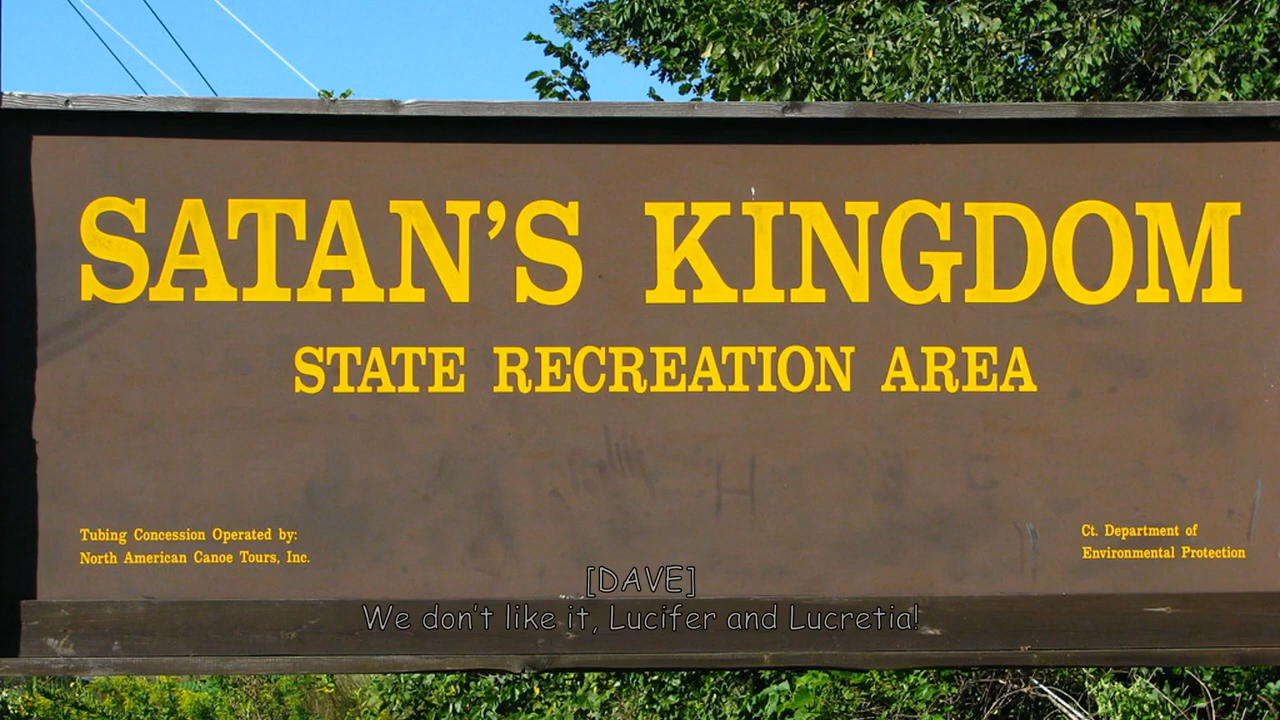 SATAN'S KINGDOM
STATE RECREATION AREA
Tubing Concession Operated by:
North American Canoe Tours, Inc.
Ct. Department of
Environmental Protection
[DAVE]
We don't like it, Lucifer and Lucretia!